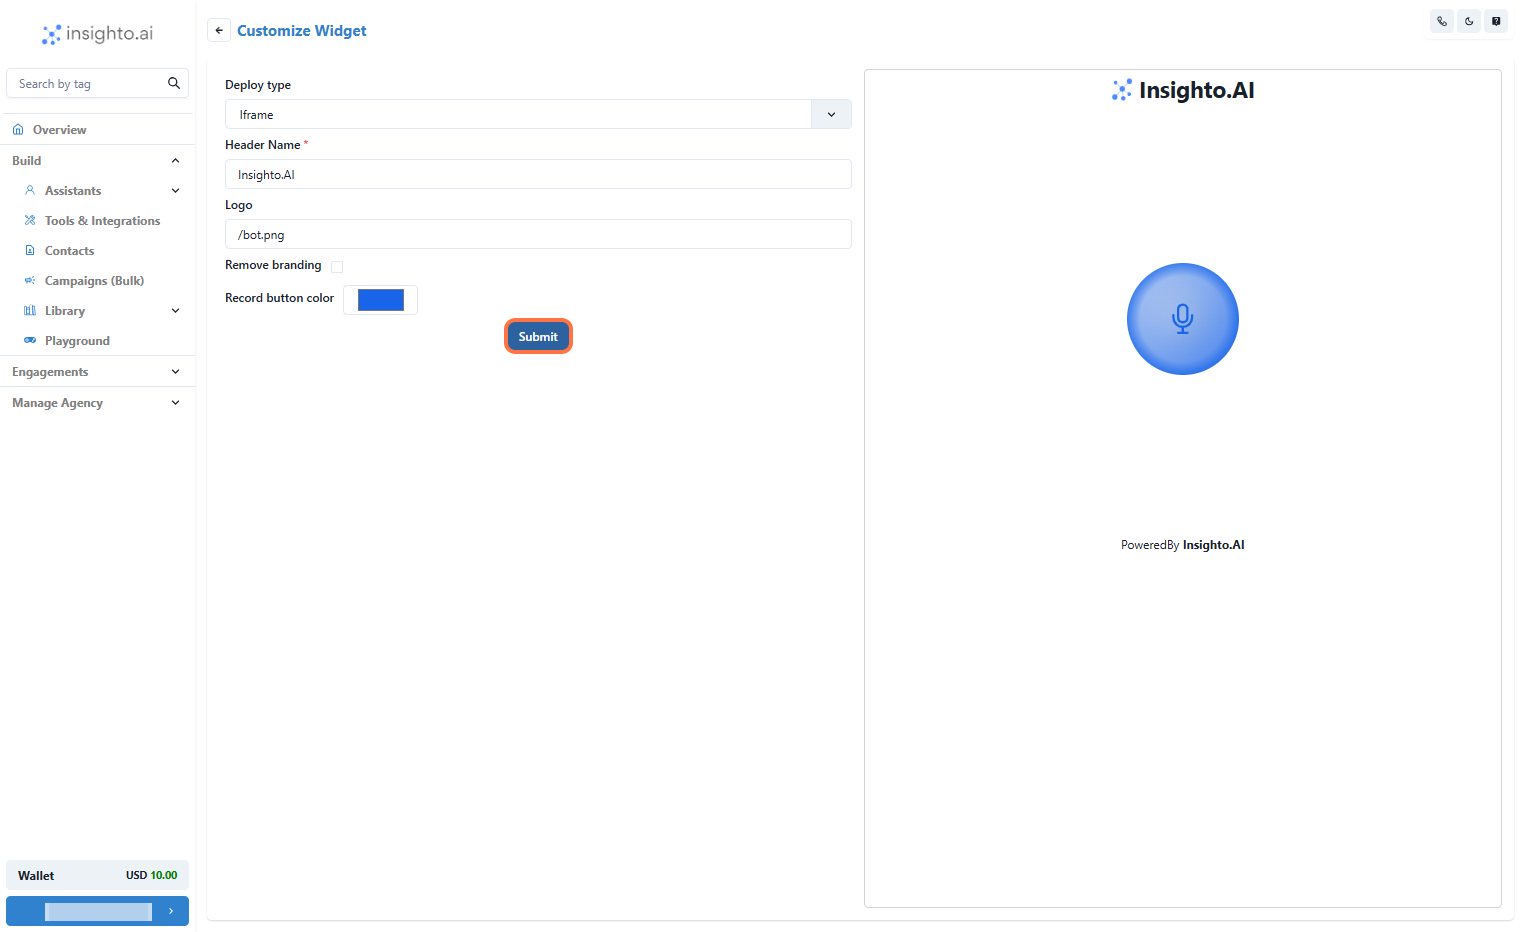 insighto.ai
Search by tag
Overview
Build
Assistants
Tools & Integrations
Contacts
Campaigns (Bulk)
Library
Playground
Engagements
Manage Agency
Wallet USD 10.00
Customize Widget
Deploy type
Iframe
Header Name *
Insighto.AI
Logo
/bot.png
Remove branding
Record button color
Submit
Insighto.AI
PoweredBy Insighto.AI